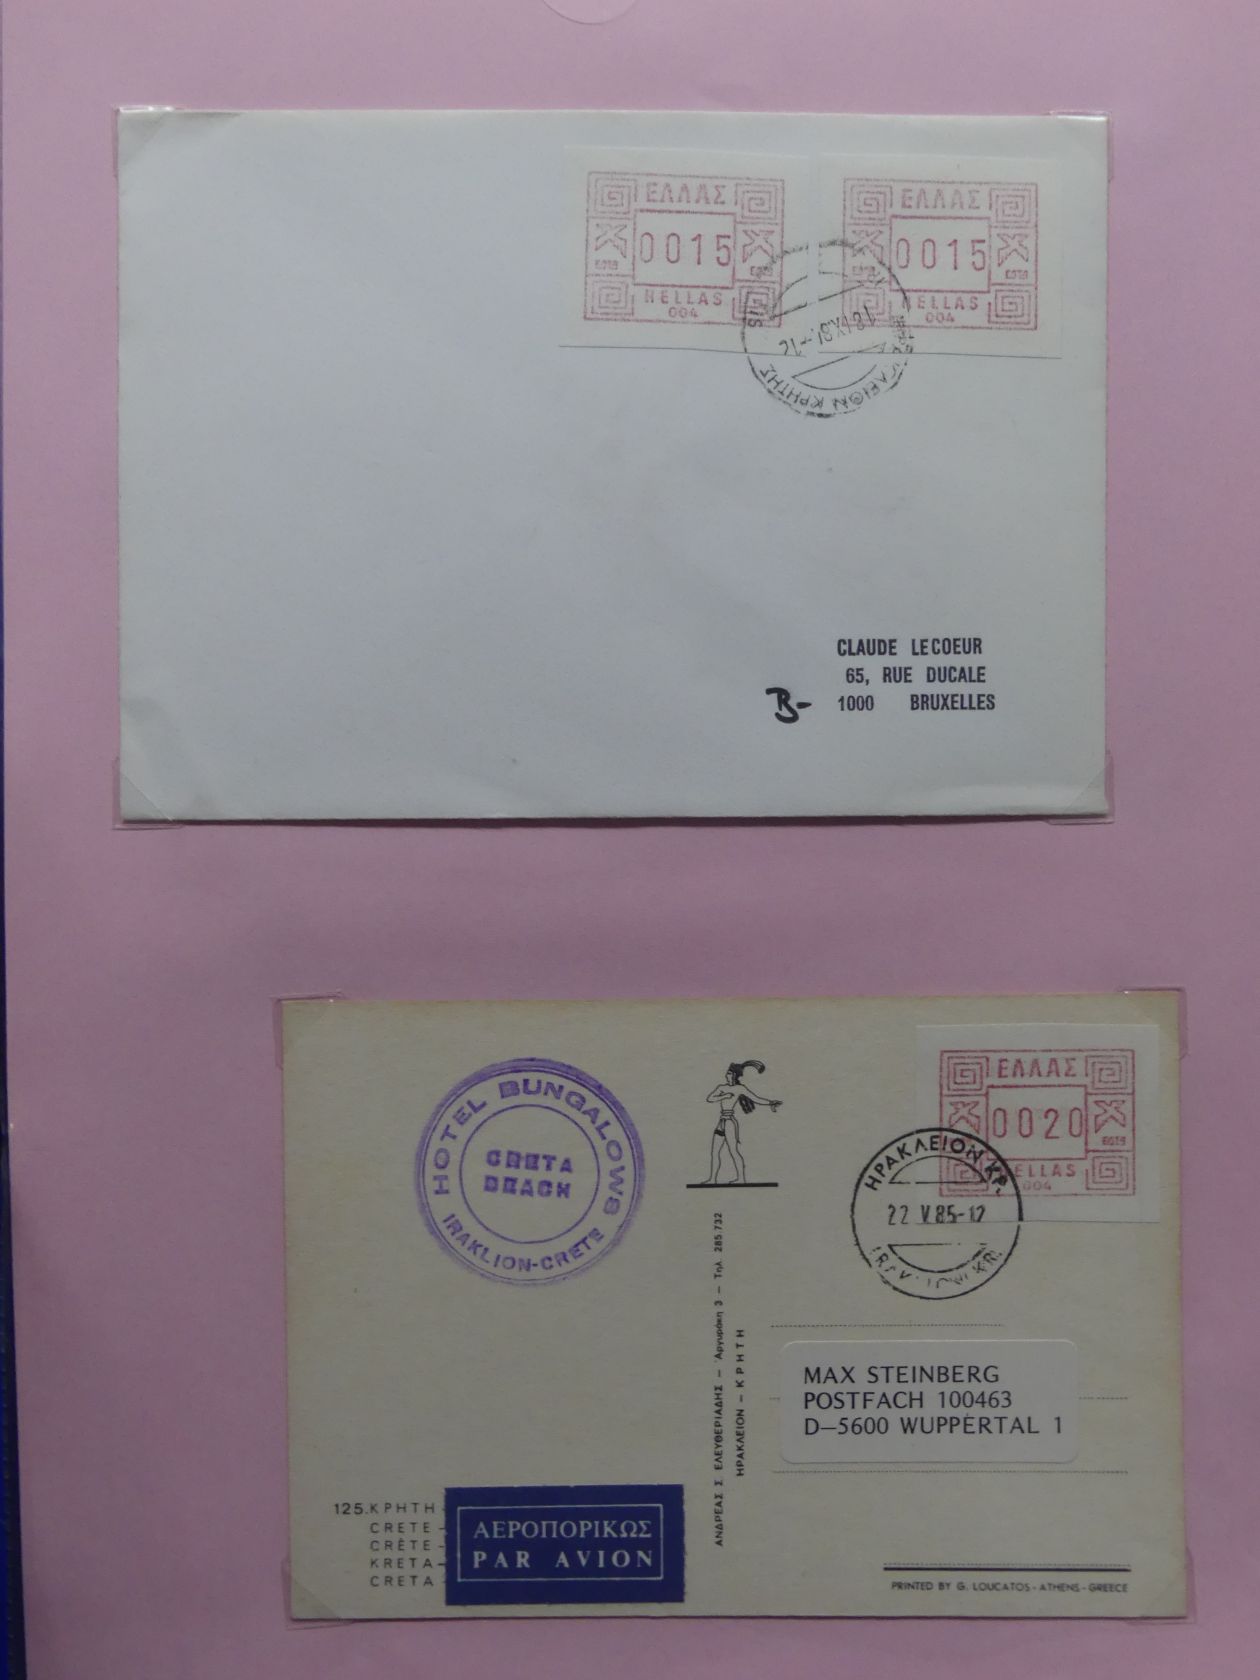 ΕΛΛΑΣ
0015
HELLAS
004
ΕΛΛΑΣ
0015
HELLAS
004
ΚΡΗΤΗΣ
CLAUDE LECOEUR
65, RUE DUCALE
B- 1000 BRUXELLES
HOTEL BUNGALOWS
CRETA
BEACH
IRAKLION-CRETE
ΕΛΛΑΣ
0020
HELLAS
004
ΗΡΑΚΛΕΙΟΝ ΚΡ.
22 V 85-12
ΑΝΔΡΕΑΣ Σ. ΕΛΕΥΘΕΡΙΑΔΗΣ – Ἀργυράκη 3 – Τηλ. 285 732
ΗΡΑΚΛΕΙΟΝ – ΚΡΗΤΗ
MAX STEINBERG
POSTFACH 100463
D–5600 WUPPERTAL 1
125. ΚΡΗΤΗ -
CRETE -
CRÈTE -
KRETA -
CRETA
ΑΕΡΟΠΟΡΙΚΩΣ
PAR AVION
PRINTED BY G. LOUCATOS - ATHENS - GREECE